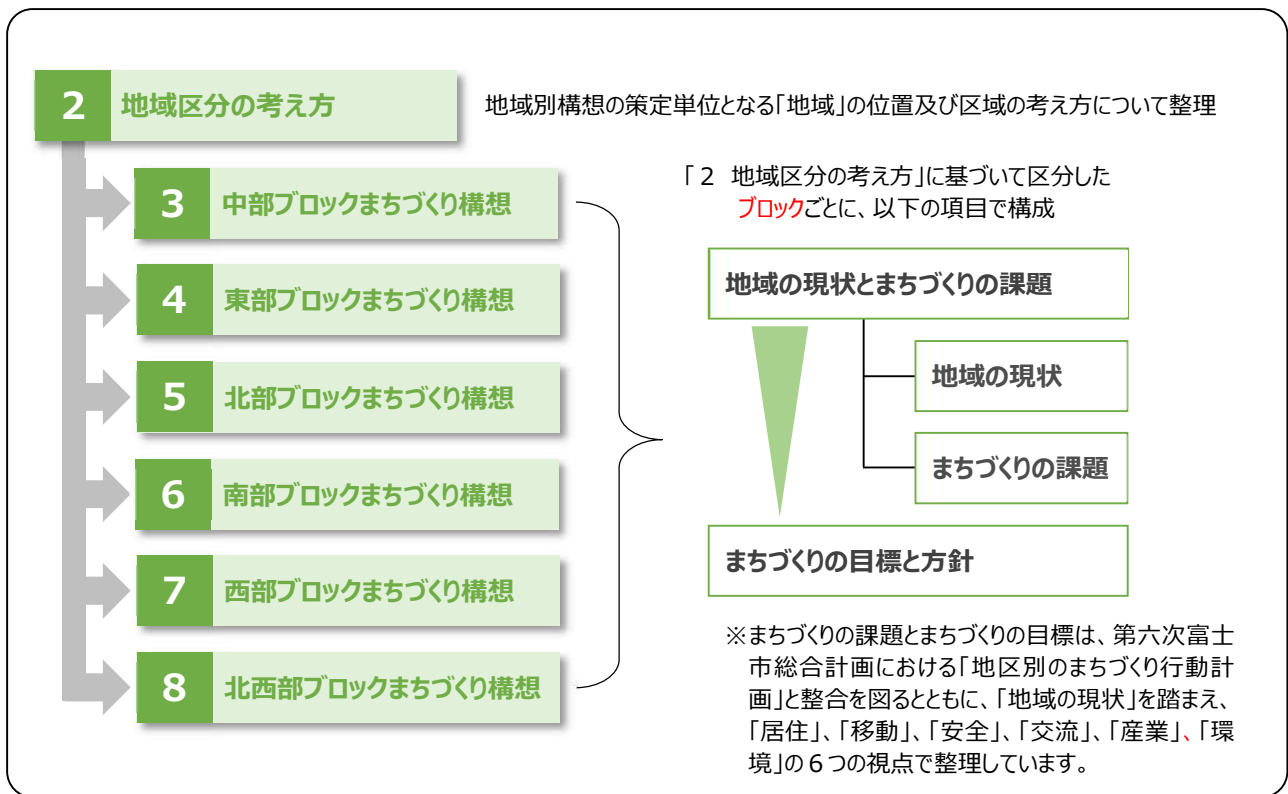 2 地域区分の考え方
地域別構想の策定単位となる「地域」の位置及び区域の考え方について整理
3 中部ブロックまちづくり構想
4 東部ブロックまちづくり構想
5 北部ブロックまちづくり構想
6 南部ブロックまちづくり構想
7 西部ブロックまちづくり構想
8 北西部ブロックまちづくり構想
「2 地域区分の考え方」に基づいて区分した
ブロックごとに、以下の項目で構成
地域の現状とまちづくりの課題
地域の現状
まちづくりの課題
まちづくりの目標と方針
※まちづくりの課題とまちづくりの目標は、第六次富士
市総合計画における「地区別のまちづくり行動計
画」と整合を図るとともに、「地域の現状」を踏まえ、
「居住」、「移動」、「安全」、「交流」、「産業」、「環
境」の6つの視点で整理しています。